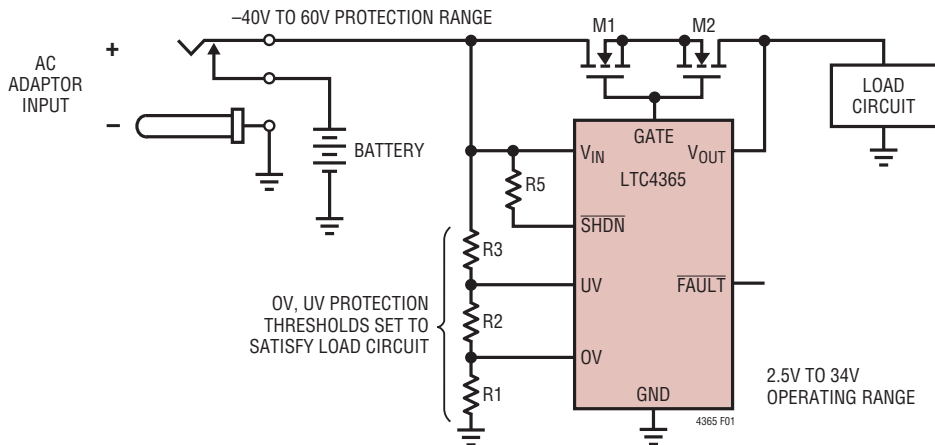 –40V TO 60V PROTECTION RANGE
+
AC
ADAPTOR
INPUT
–
BATTERY
M1
M2
LOAD
CIRCUIT
GATE
VIN
VOUT
LTC4365
R5
SHDN
R3
UV
FAULT
OV, UV PROTECTION
THRESHOLDS SET TO
SATISFY LOAD CIRCUIT
R2
OV
R1
GND
2.5V TO 34V
OPERATING RANGE
4365 F01